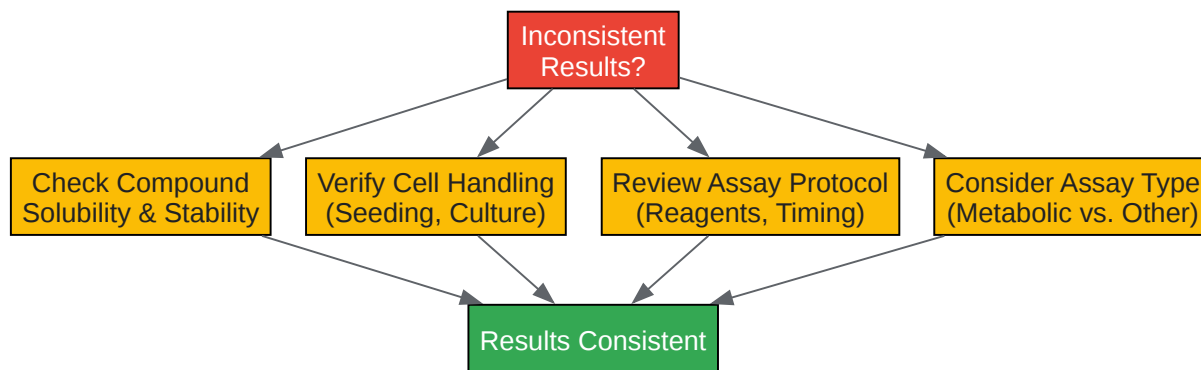 Inconsistent
Results?
Check Compound
Solubility & Stability
Verify Cell Handling
(Seeding, Culture)
Review Assay Protocol
(Reagents, Timing)
Consider Assay Type
(Metabolic vs. Other)
Results Consistent